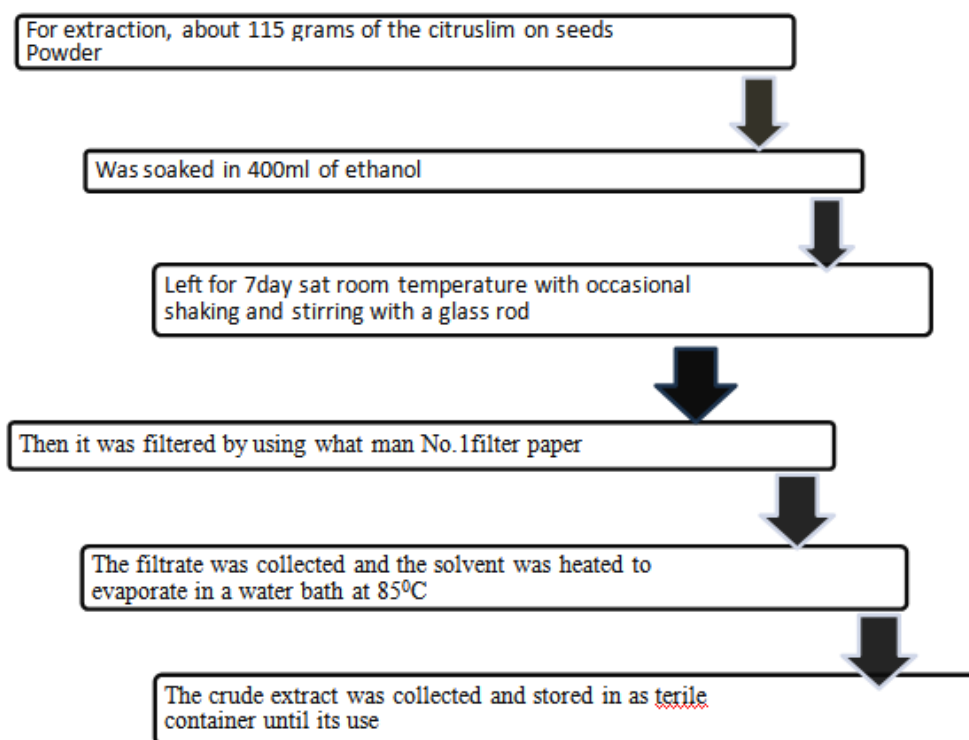 For extraction, about 115 grams of the citruslim on seeds
Powder
Was soaked in 400ml of ethanol
Left for 7day sat room temperature with occasional
shaking and stirring with a glass rod
Then it was filtered by using what man No.1filter paper
The filtrate was collected and the solvent was heated to
evaporate in a water bath at 85⁰C
The crude extract was collected and stored in as terile
container until its use